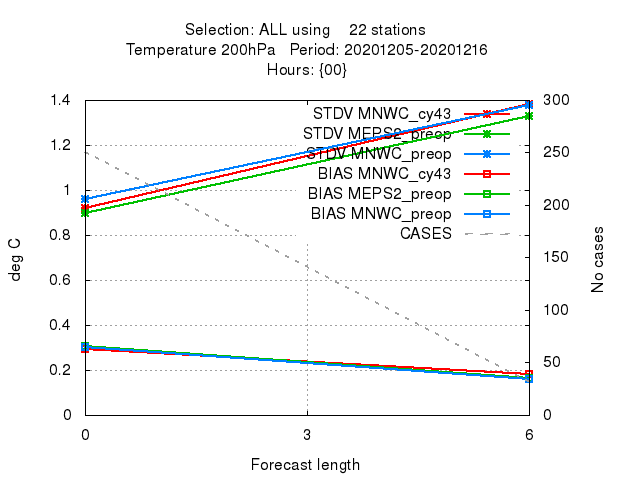 Selection: ALL using 22 stations
Temperature 200hPa Period: 20201205-20201216
Hours: {00}
1.4
1.2
1
0.8
0.6
0.4
0.2
0
deg C
STDV MNWC_cy43
STDV MEPS2_preop
STDV MNWC_preop
BIAS MNWC_cy43
BIAS MEPS2_preop
BIAS MNWC_preop
CASES
300
250
200
150
100
50
0
No cases
0 3 6
Forecast length